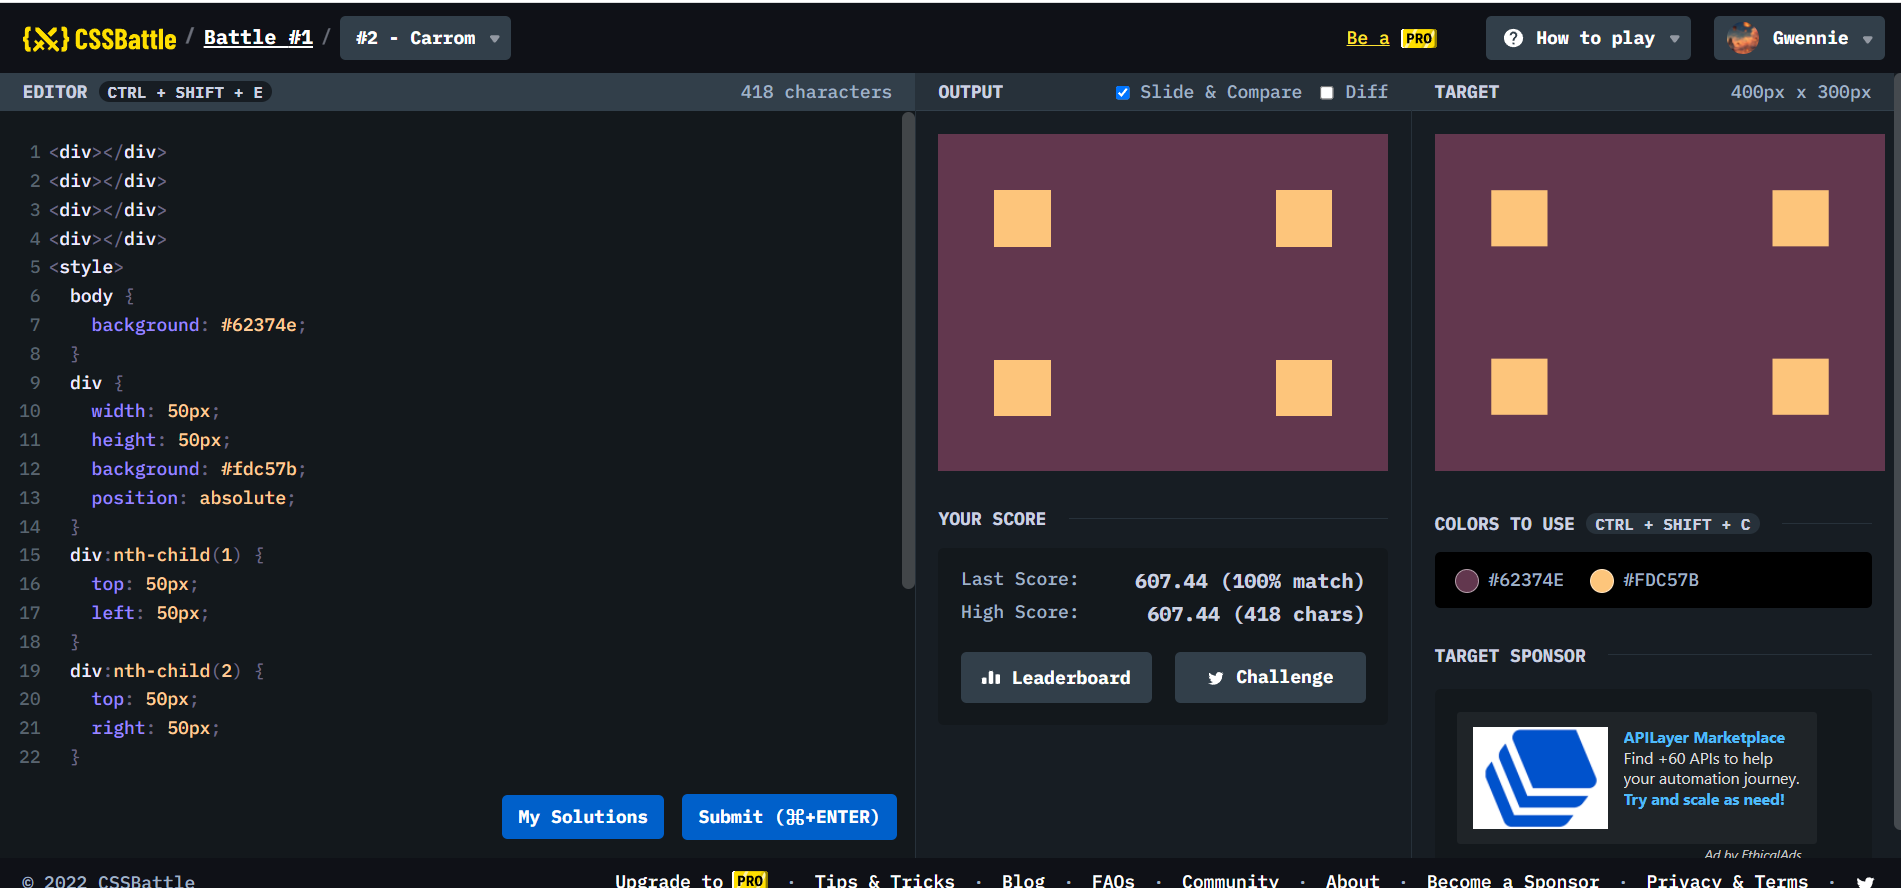 {X} CSSBattle / Battle #1 / #2 - Carrom
Be a PRO
How to play
Gwennie
EDITOR CTRL + SHIFT + E
418 characters
1 <div></div>
2 <div></div>
3 <div></div>
4 <div></div>
5 <style>
6 body {
7 background: #62374e;
8 }
9 div {
10 width: 50px;
11 height: 50px;
12 background: #fdc57b;
13 position: absolute;
14 }
15 div:nth-child(1) {
16 top: 50px;
17 left: 50px;
18 }
19 div:nth-child(2) {
20 top: 50px;
21 right: 50px;
22 }
My Solutions
Submit (⌘+ENTER)
OUTPUT
Slide & Compare
Diff
YOUR SCORE
Last Score: 607.44 (100% match)
High Score: 607.44 (418 chars)
Leaderboard
Challenge
TARGET
400px x 300px
COLORS TO USE CTRL + SHIFT + C
#62374E #FDC57B
TARGET SPONSOR
APILayer Marketplace
Find +60 APIs to help
your automation journey.
Try and scale as need!
Ad by EthicalAds
© 2022 CSSBattle
Upgrade to PRO · Tips & Tricks · Blog · FAQs · Community · About · Become a Sponsor · Privacy & Terms ·